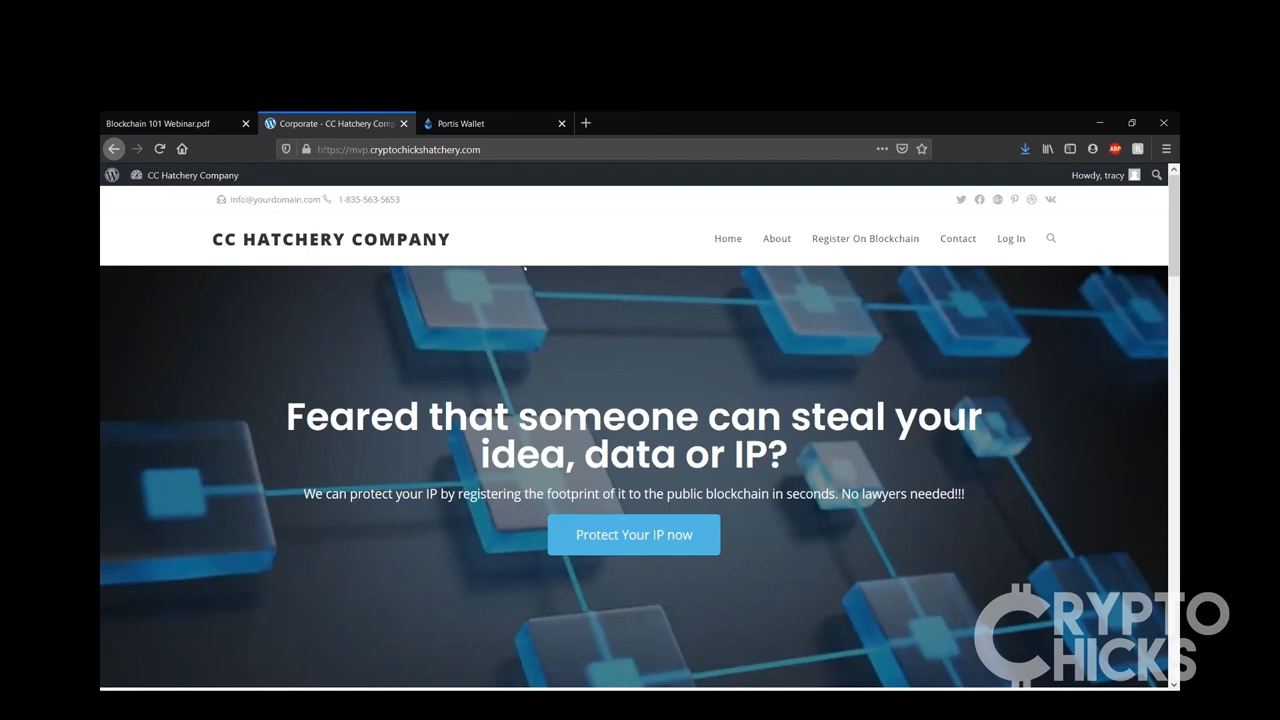 Blockchain 101 Webinar.pdf
Corporate - CC Hatchery Comp
Portis Wallet
https://mvp.cryptochickshatchery.com
ABP
CC Hatchery Company
Howdy, tracy
info@yourdomain.com 1-835-563-5653
CC HATCHERY COMPANY
Home About Register On Blockchain Contact Log In
Feared that someone can steal your
idea, data or IP?
We can protect your IP by registering the footprint of it to the public blockchain in seconds. No lawyers needed!!!
Protect Your IP now
CRYPTO
CHICKS